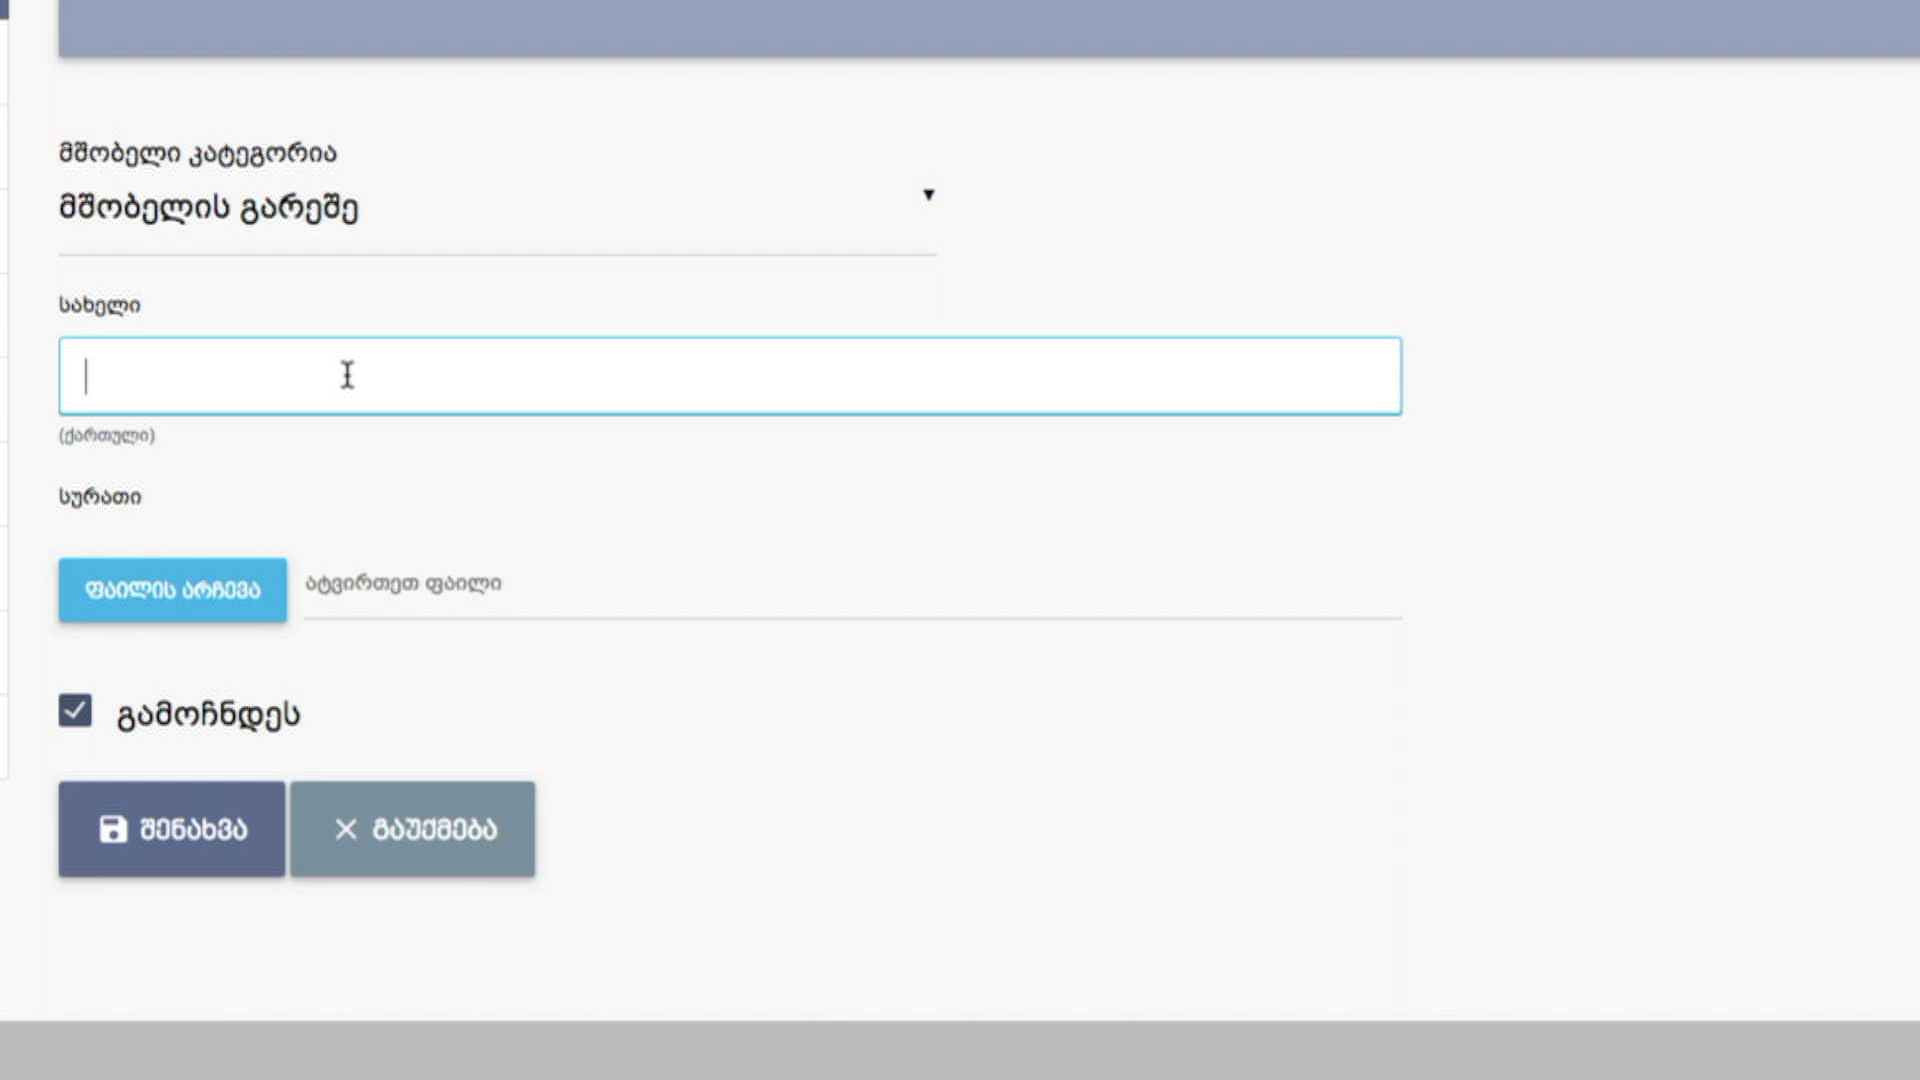 მშობელი კატეგორია
მშობელის გარეშე
სახელი
(ქართული)
სურათი
ფაილის არჩევა ატვირთეთ ფაილი
გამოჩნდეს
შენახვა გაუქმება